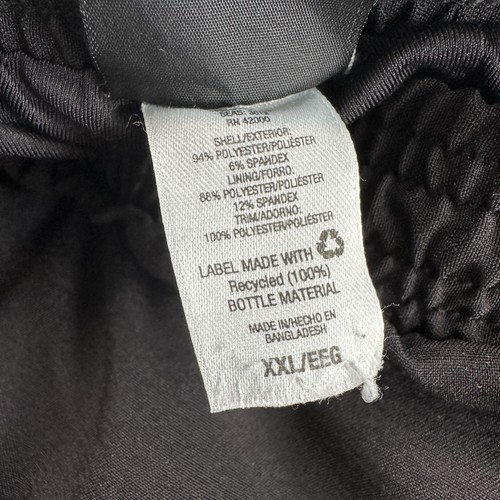 RN 42000
SHELL/EXTERIOR:
94% POLYESTER/POLIÉSTER
6% SPANDEX
LINING/FORRO:
88% POLYESTER/POLIÉSTER
12% SPANDEX
TRIM/ADORNO:
100% POLYESTER/POLIÉSTER
LABEL MADE WITH
Recycled (100%)
BOTTLE MATERIAL
MADE IN/HECHO EN
BANGLADESH
XXL/EEG